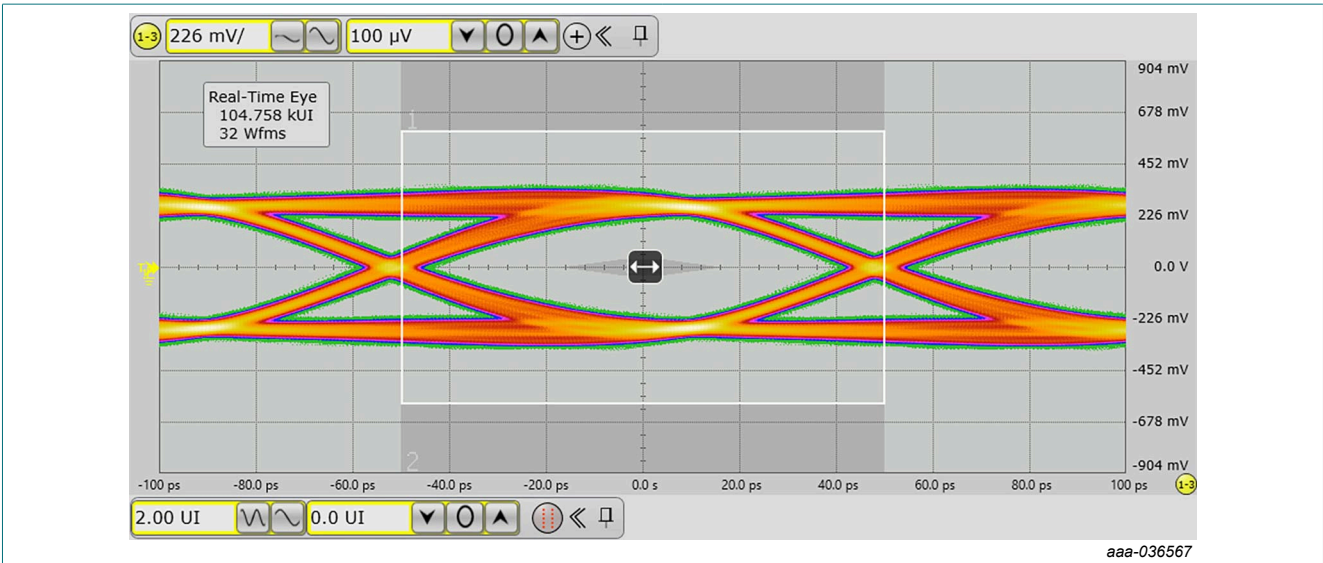 1-3 226 mV/ 100 µV
904 mV
Real-Time Eye
104.758 kUI
32 Wfms
678 mV
1
452 mV
226 mV
0.0 V
-226 mV
-452 mV
-678 mV
2
-904 mV
-100 ps -80.0 ps -60.0 ps -40.0 ps -20.0 ps 0.0 s 20.0 ps 40.0 ps 60.0 ps 80.0 ps 100 ps 1-3
2.00 UI 0.0 UI
aaa-036567